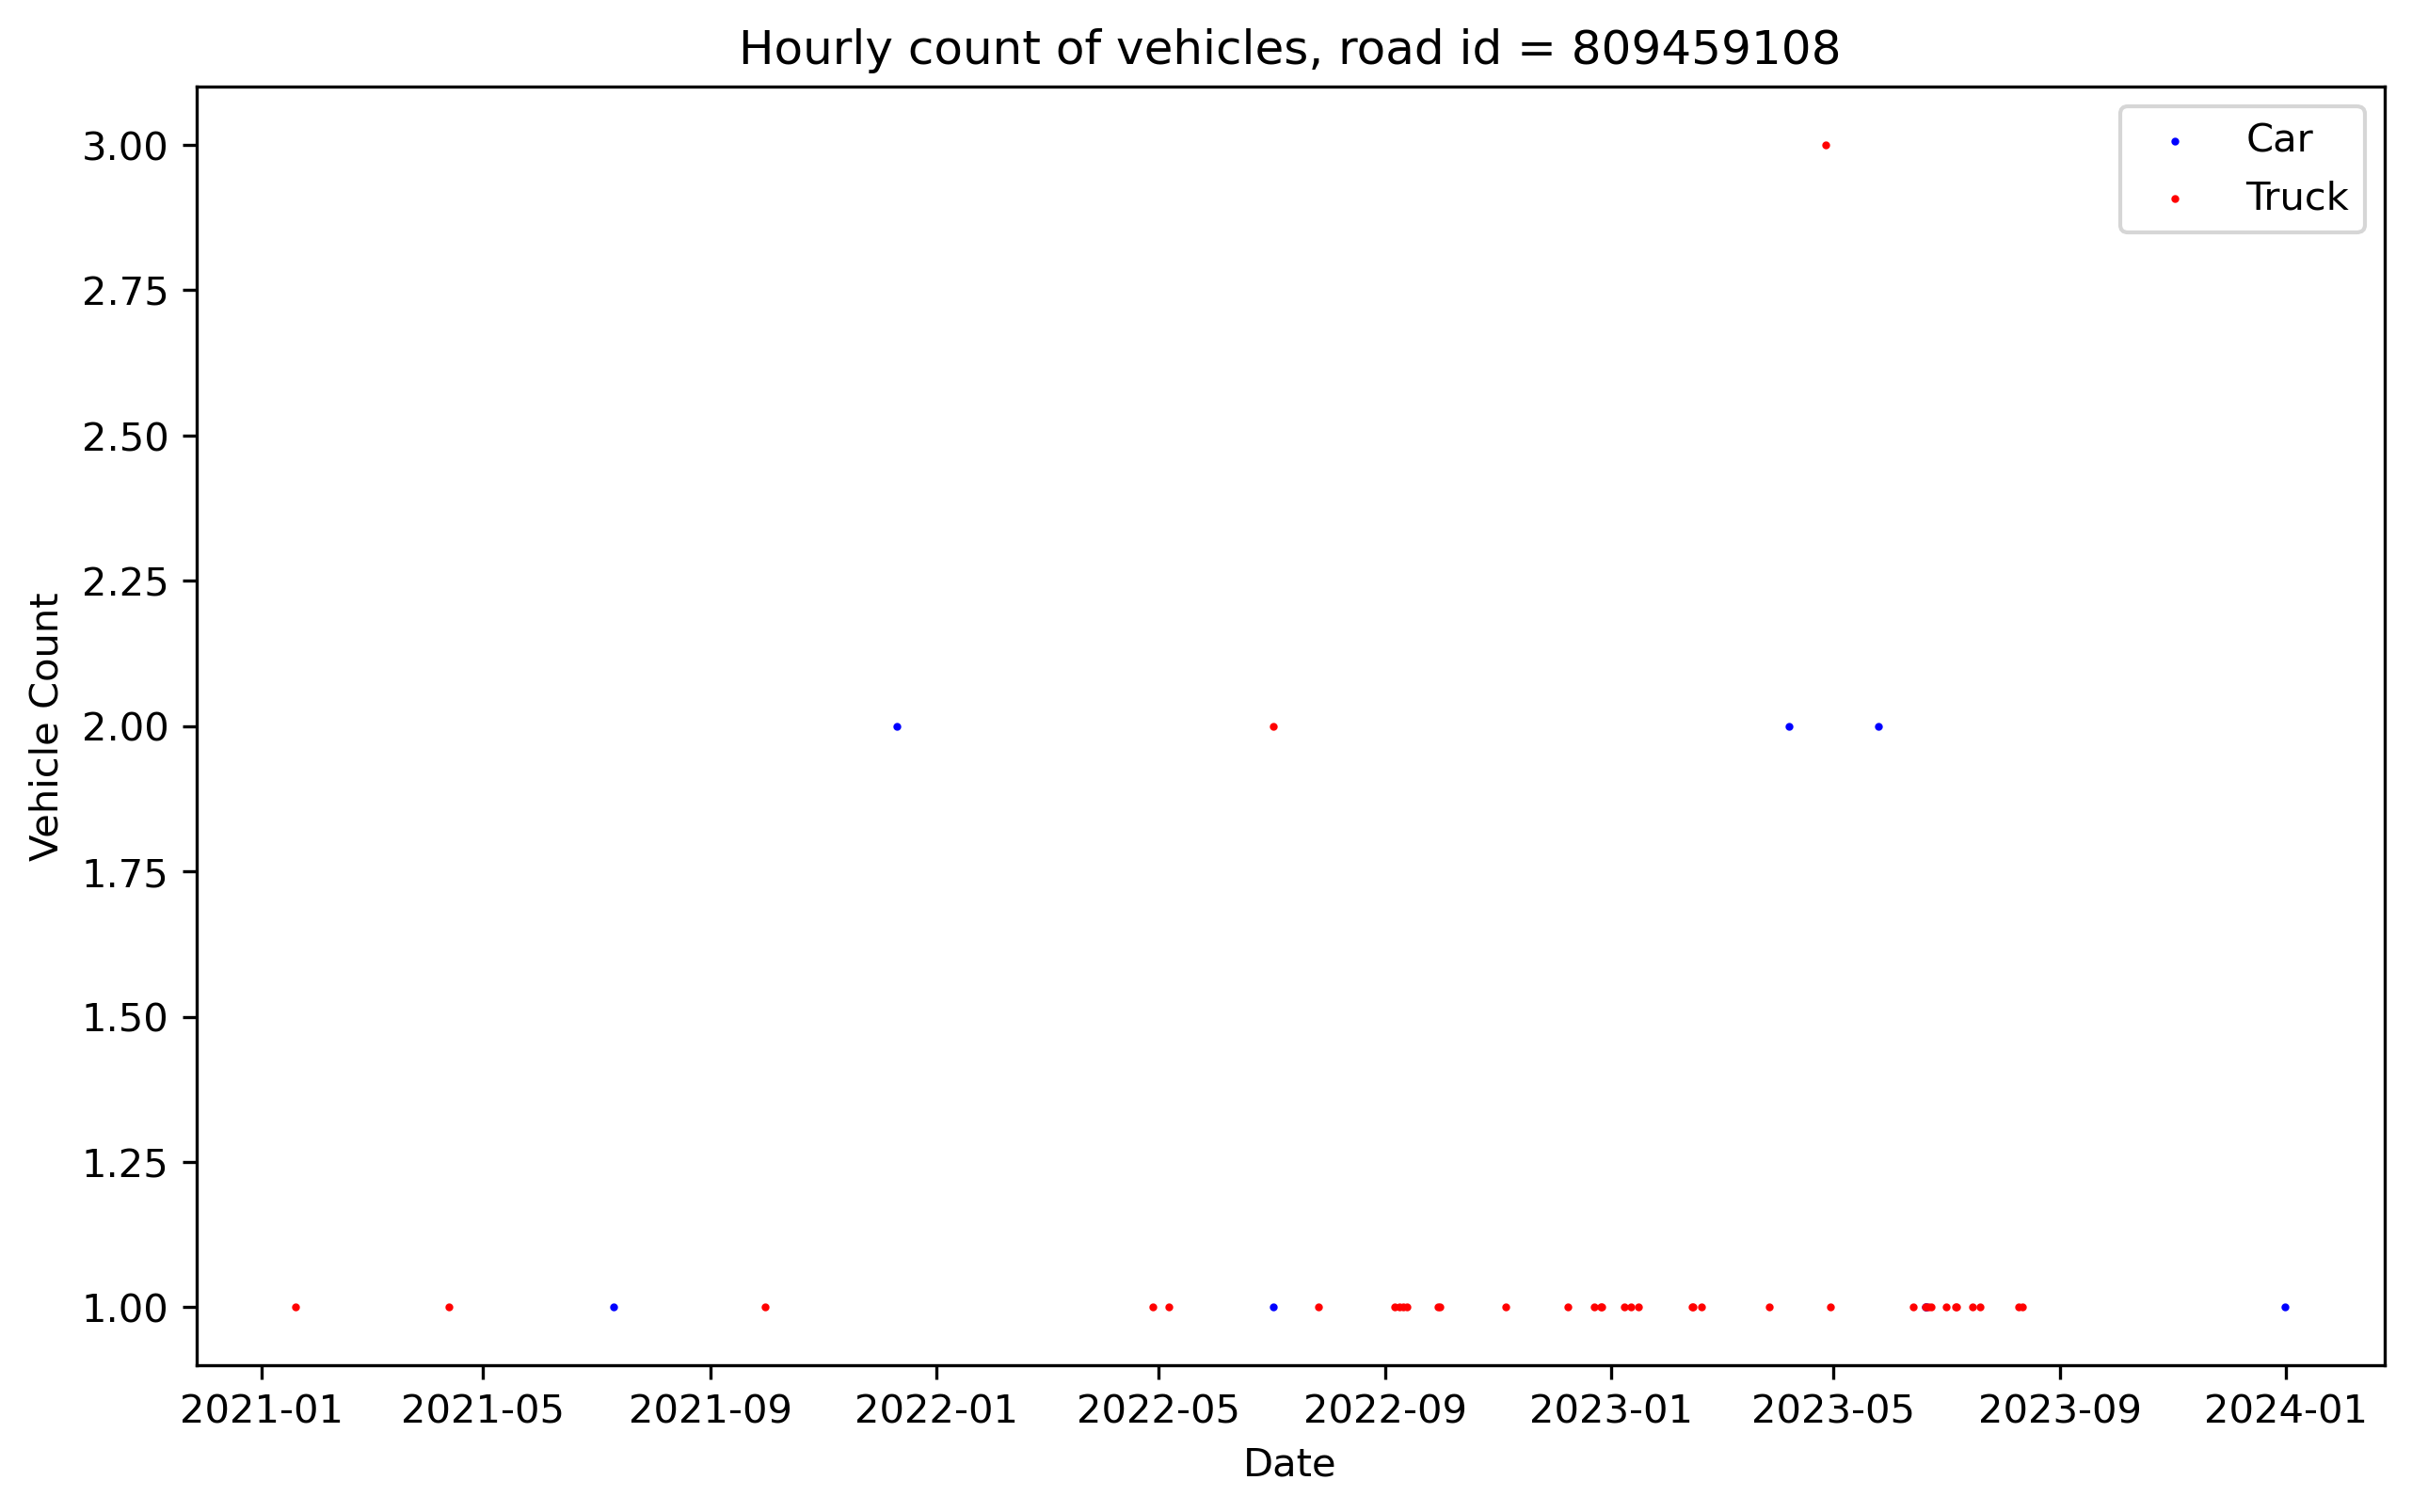 Hourly count of vehicles, road id = 809459108
Car
Truck
3.00
2.75
2.50
2.25
2.00
1.75
1.50
1.25
1.00
Vehicle Count
2021-01 2021-05 2021-09 2022-01 2022-05 2022-09 2023-01 2023-05 2023-09 2024-01
Date